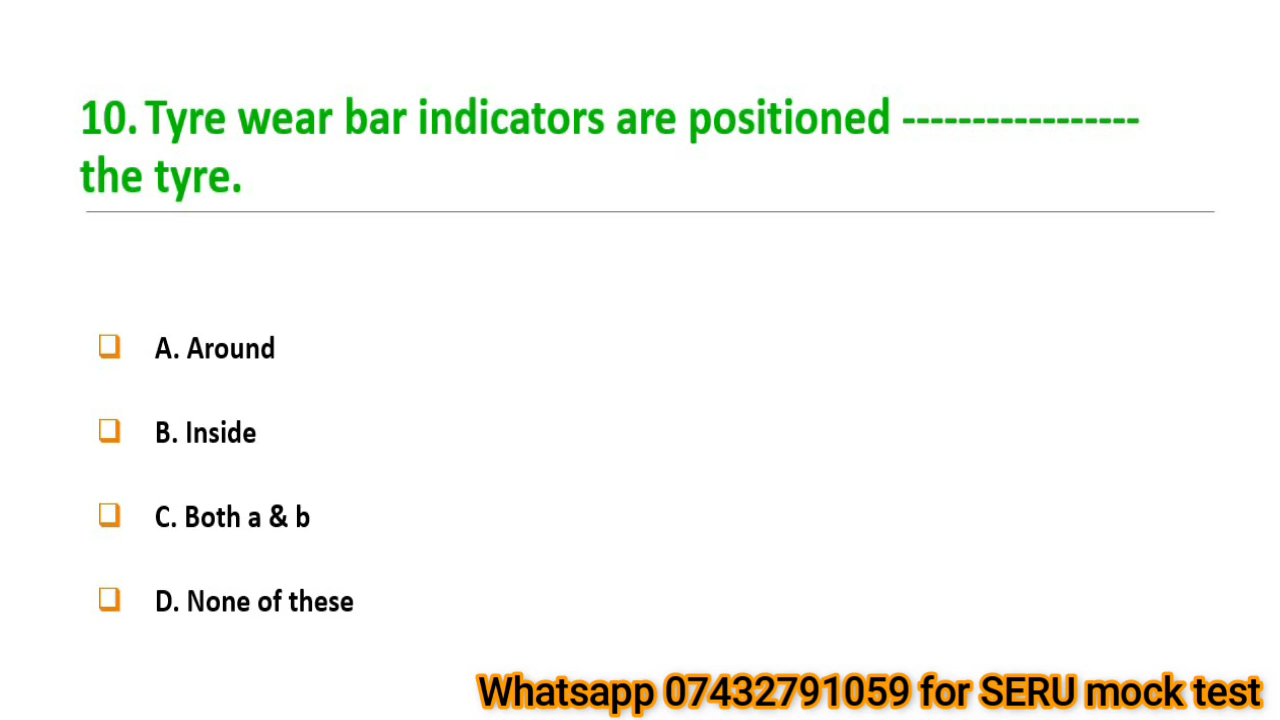 10. Tyre wear bar indicators are positioned -----------------
the tyre.
❑ A. Around
❑ B. Inside
❑ C. Both a & b
❑ D. None of these
Whatsapp 07432791059 for SERU mock test